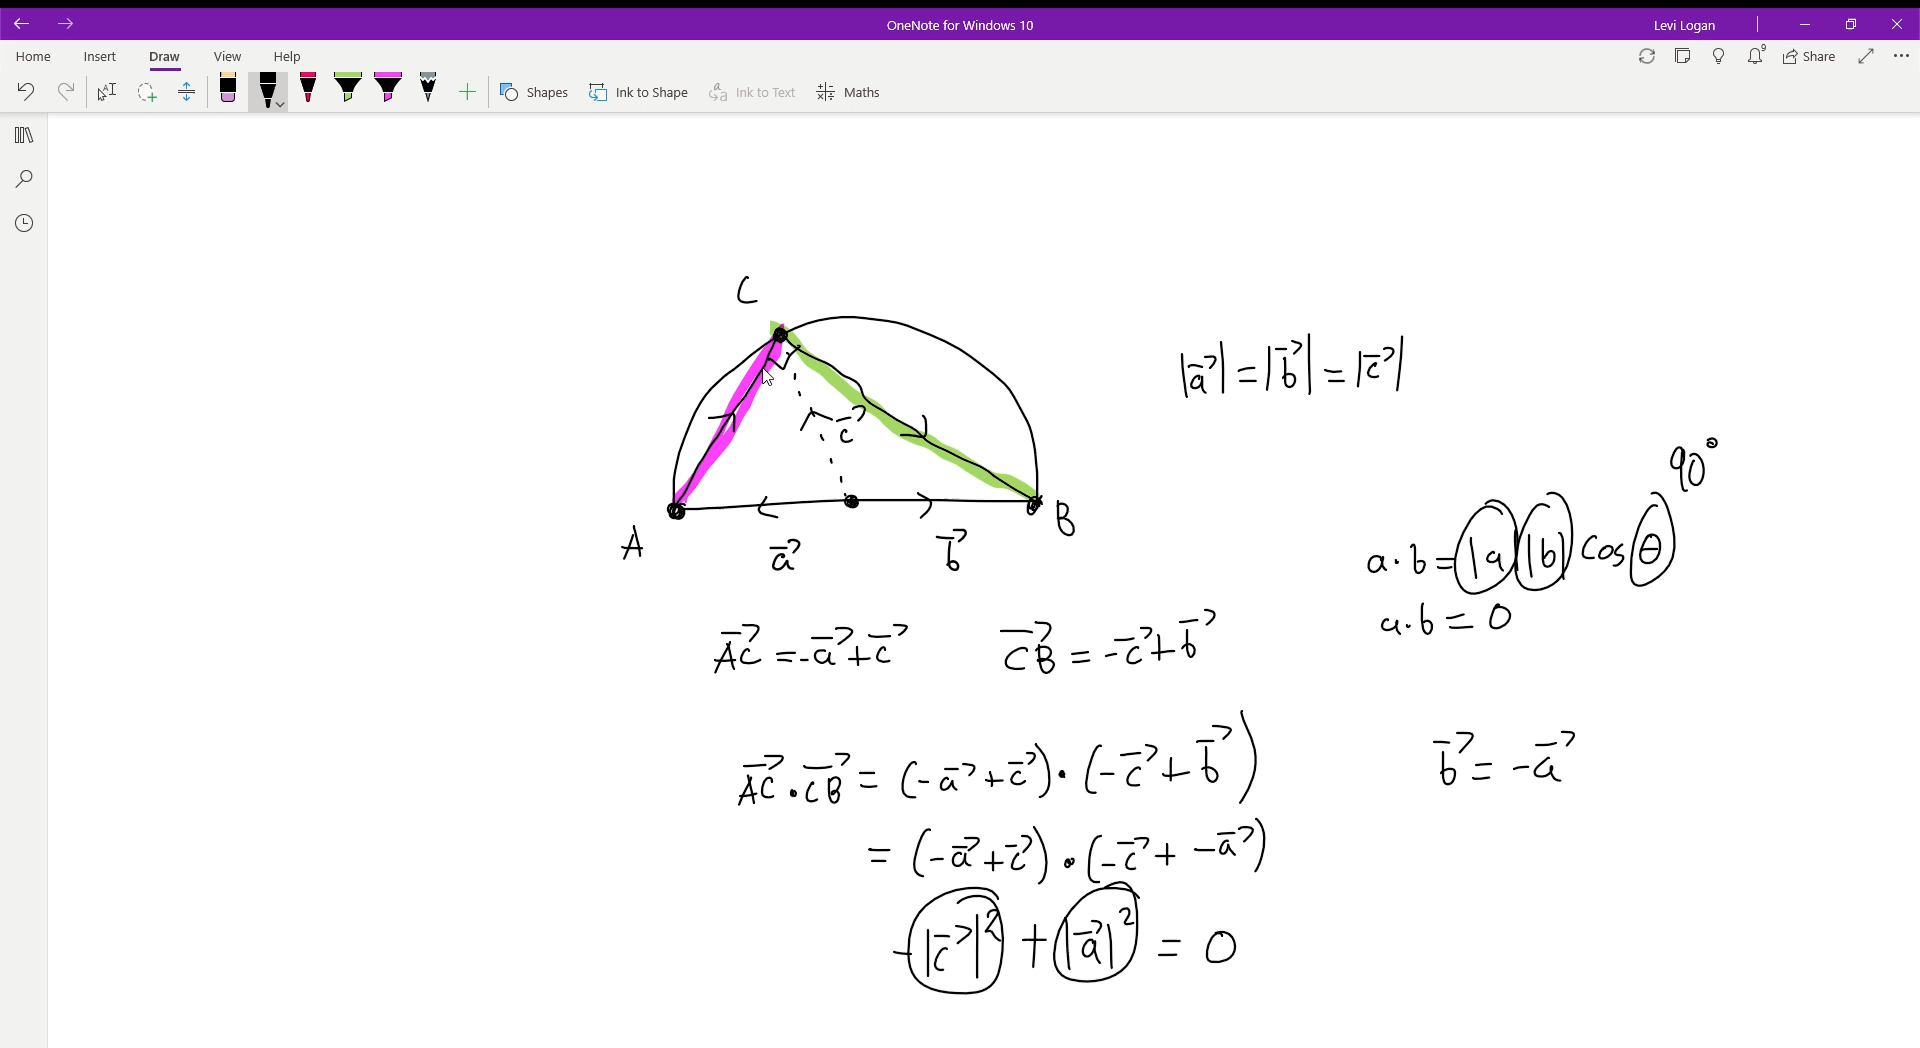 OneNote for Windows 10
Levi Logan
Home Insert Draw View Help
9 Share
Shapes Ink to Shape Ink to Text Maths
C
|a⃗| = |b⃗| = |c⃗|
90°
c⃗
A
B
a⃗ b⃗
a·b = |a||b| cos θ
a·b = 0
AC⃗ = -a⃗ + c⃗ CB⃗ = -c⃗ + b⃗
AC⃗ · CB⃗ = (-a⃗ + c⃗) · (-c⃗ + b⃗)
b⃗ = -a⃗
= (-a⃗ + c⃗) · (-c⃗ + -a⃗)
-|c⃗|² + |a⃗|² = 0